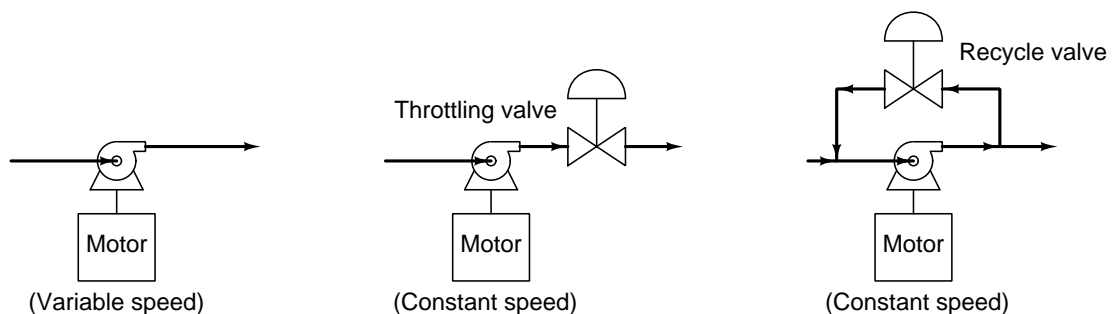 Recycle valve
Throttling valve
Motor
Motor
Motor
(Variable speed)
(Constant speed)
(Constant speed)